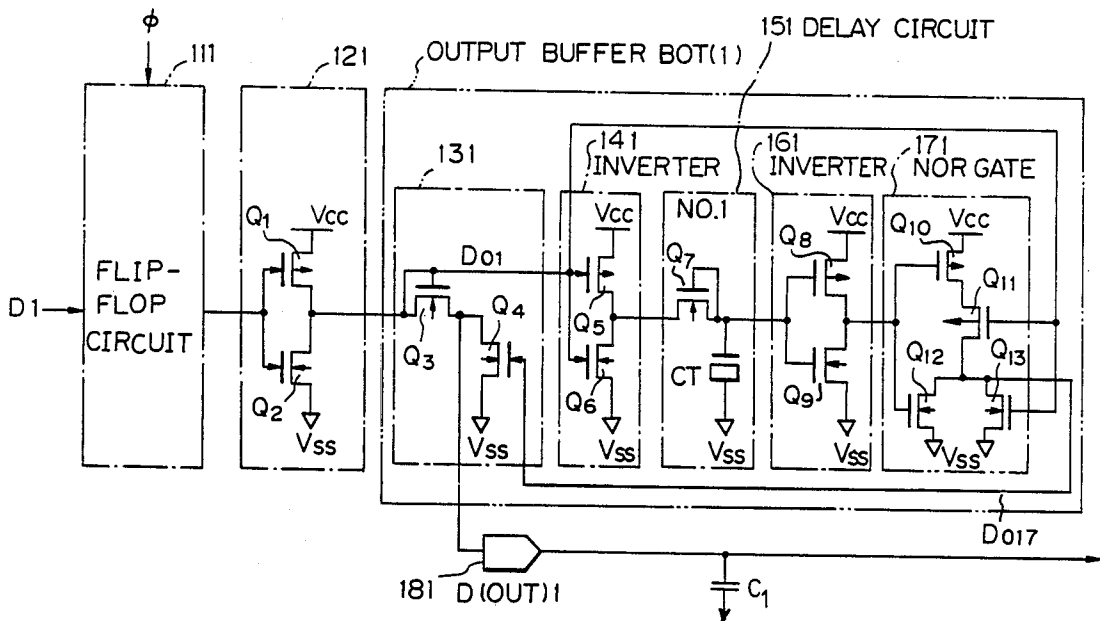 φ
111
121
OUTPUT BUFFER BOT(1)
151 DELAY CIRCUIT
131
141
INVERTER
161
INVERTER
171
NOR GATE
D1
FLIP-
FLOP
CIRCUIT
Q1
VCC
Q2
VSS
DO1
Q3
Q4
VSS
VCC
Q5
Q6
VSS
NO.1
Q7
CT
VSS
VCC
Q8
Q9
VSS
VCC
Q10
Q11
Q12
Q13
VSS
DO17
181
D(OUT)1
C1